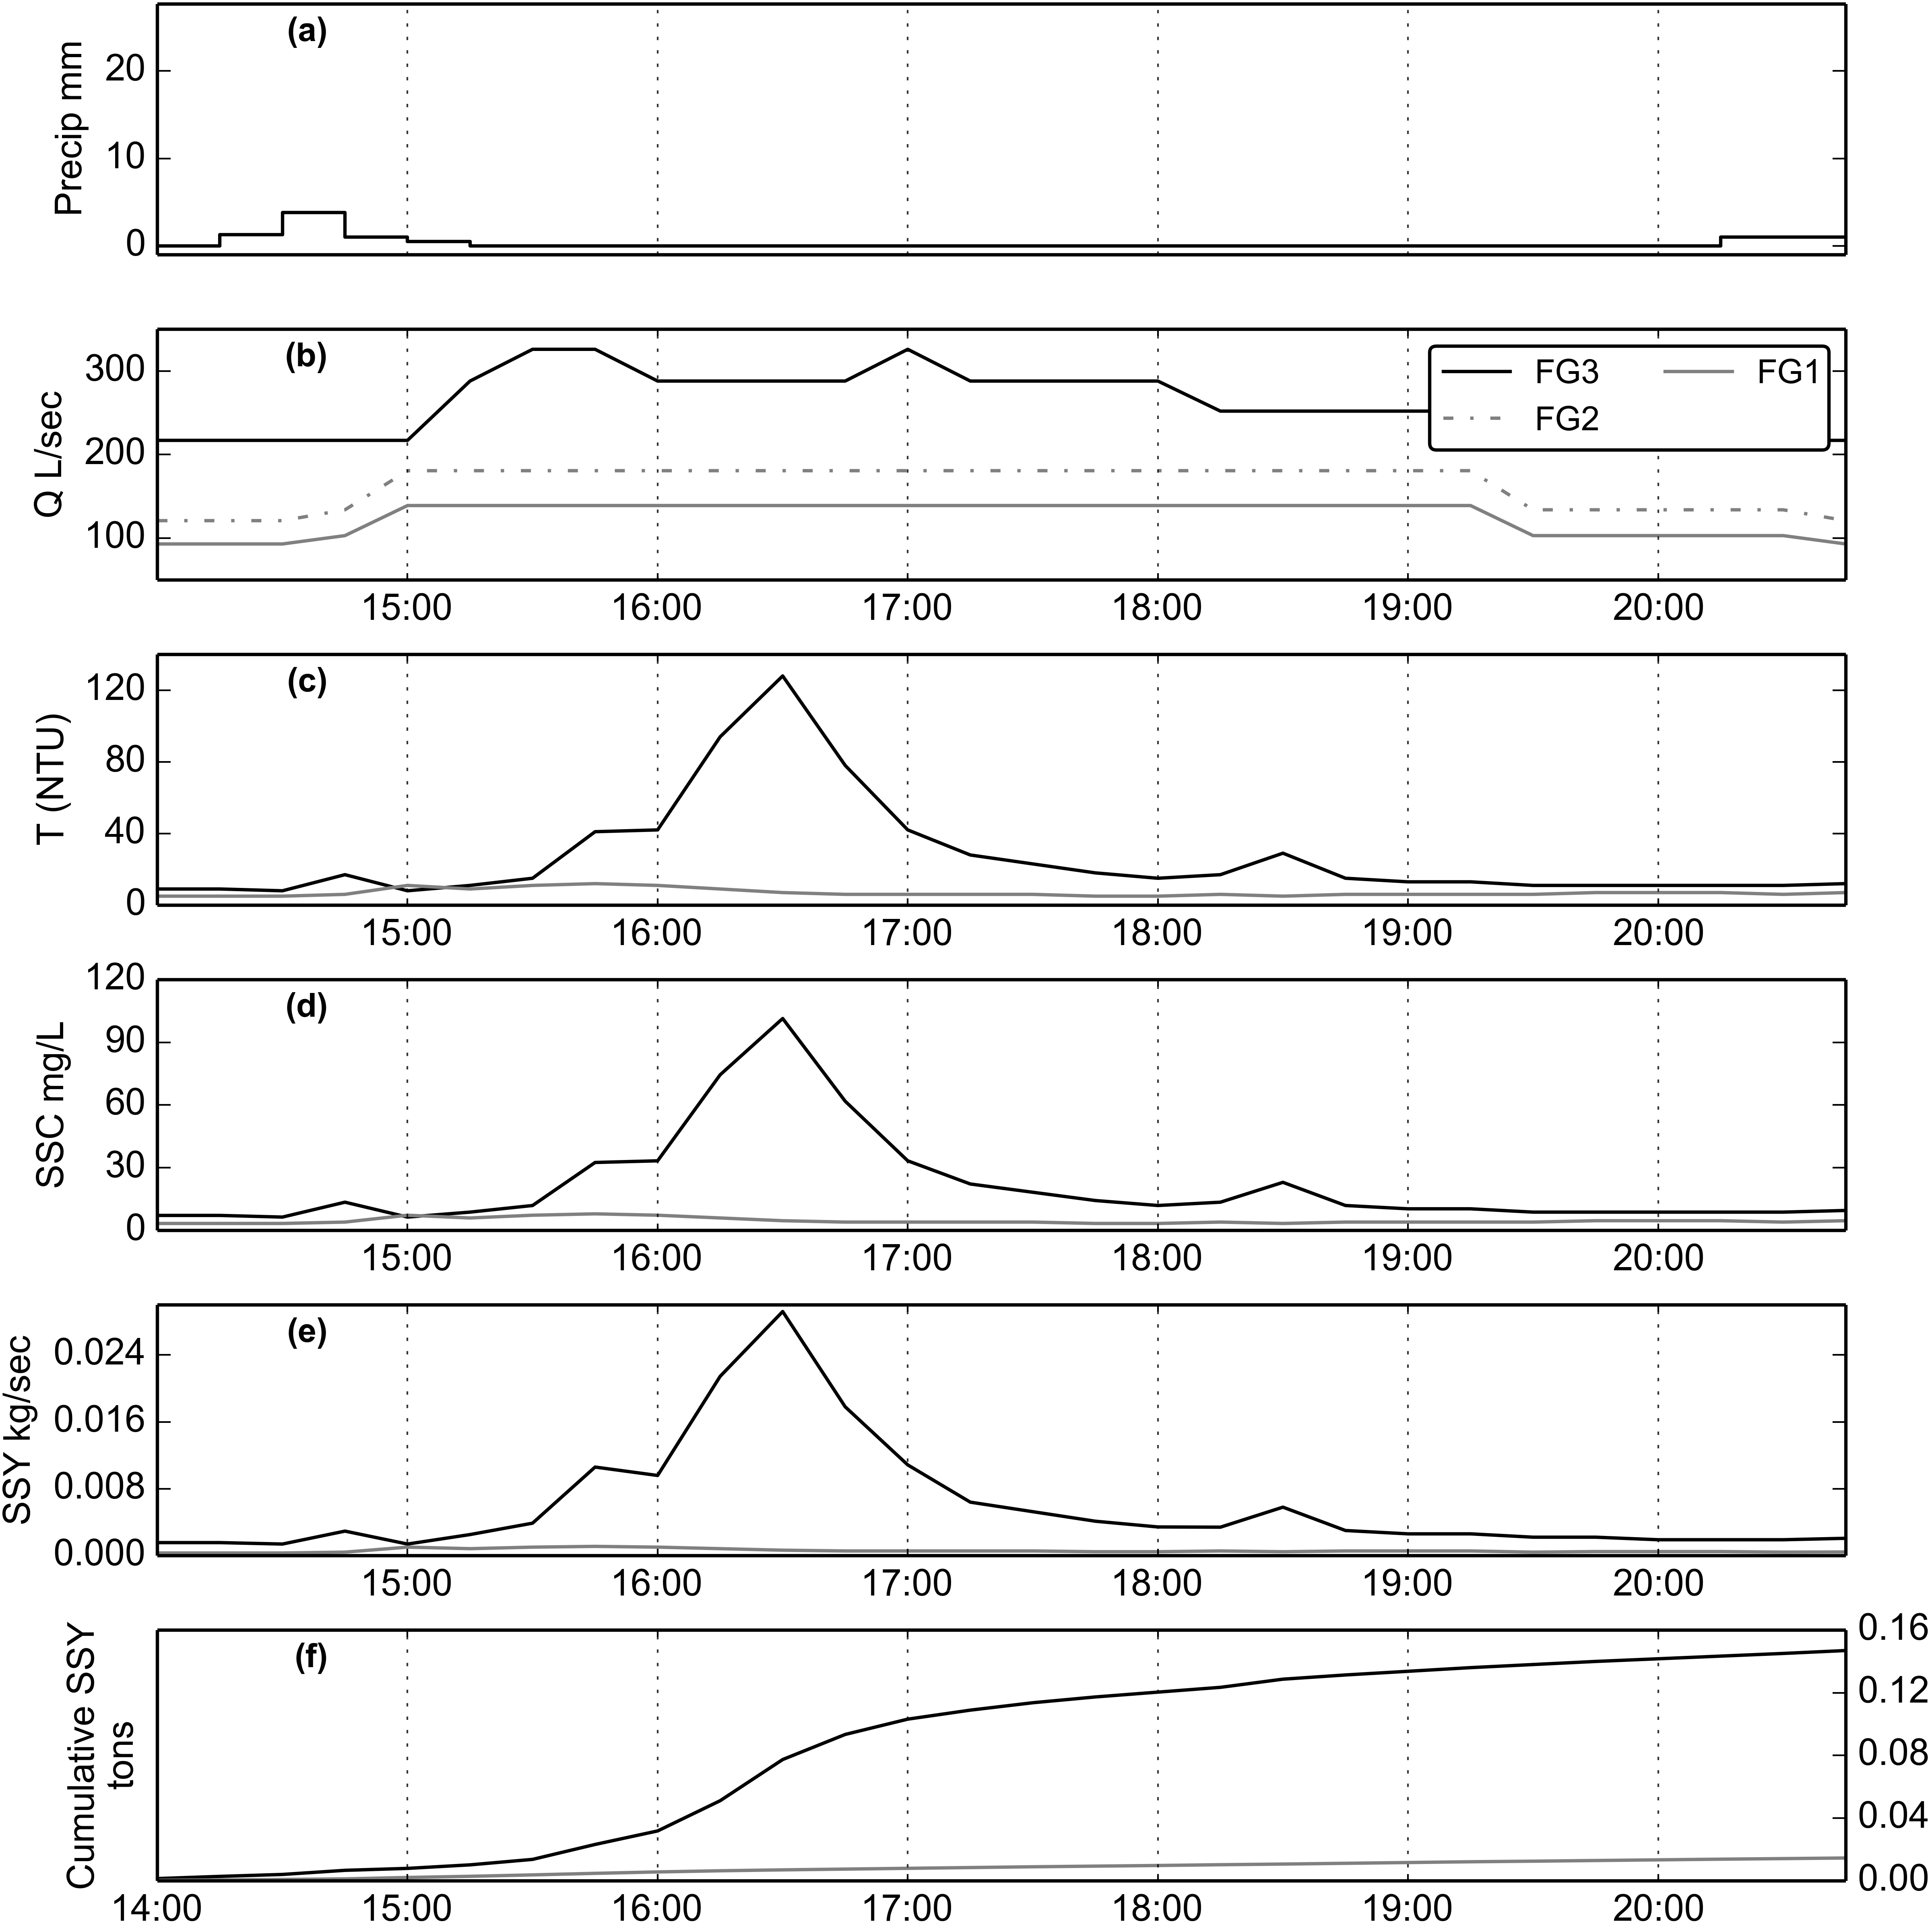 (a)
Precip mm
20
10
0
(b)
Q L/sec
300
200
100
FG3
FG1
FG2
15:00 16:00 17:00 18:00 19:00 20:00
(c)
T (NTU)
120
80
40
0
15:00 16:00 17:00 18:00 19:00 20:00
(d)
SSC mg/L
120
90
60
30
0
15:00 16:00 17:00 18:00 19:00 20:00
(e)
SSY kg/sec
0.024
0.016
0.008
0.000
15:00 16:00 17:00 18:00 19:00 20:00
(f)
Cumulative SSY
tons
0.16
0.12
0.08
0.04
0.00
14:00 15:00 16:00 17:00 18:00 19:00 20:00